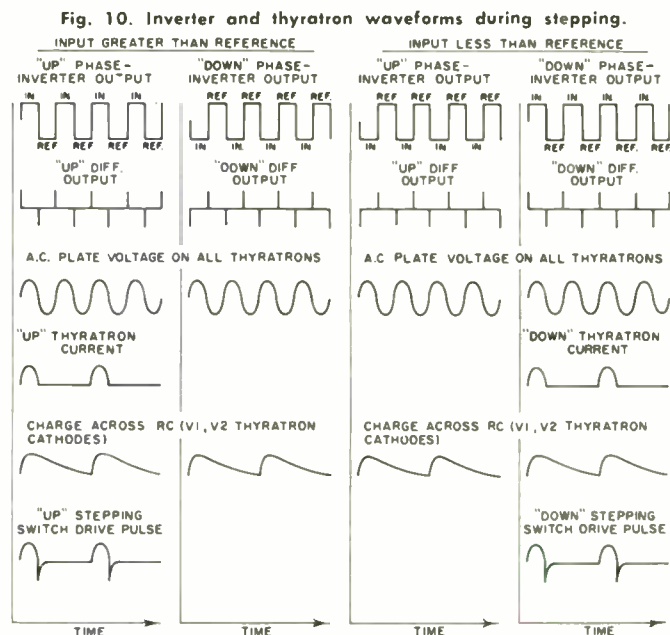 Fig. 10. Inverter and thyratron waveforms during stepping.
INPUT GREATER THAN REFERENCE
INPUT LESS THAN REFERENCE
"UP" PHASE-
INVERTER OUTPUT
"DOWN" PHASE-
INVERTER OUTPUT
"UP" PHASE-
INVERTER OUTPUT
"DOWN" PHASE-
INVERTER OUTPUT
IN IN IN IN
REF REF REF REF.
REF REF REF REF.
IN IN. IN IN
REF REF REF REF.
IN IN IN IN
IN IN IN IN
REF REF REF REF.
"UP" DIFF.
OUTPUT
"DOWN" DIFF.
OUTPUT
"UP" DIFF
OUTPUT
"DOWN" DIFF.
OUTPUT
A.C. PLATE VOLTAGE ON ALL THYRATRONS
A.C PLATE VOLTAGE ON ALL THYRATRONS
"UP" THYRATRON
CURRENT
"DOWN" THYRATRON
CURRENT
CHARGE ACROSS RC (V1, V2 THYRATRON
CATHODES)
CHARGE ACROSS RC (V1, V2 THYRATRON
CATHODES)
"UP" STEPPING
SWITCH DRIVE PULSE
"DOWN" STEPPING
SWITCH DRIVE PULSE
TIME
TIME
TIME
TIME